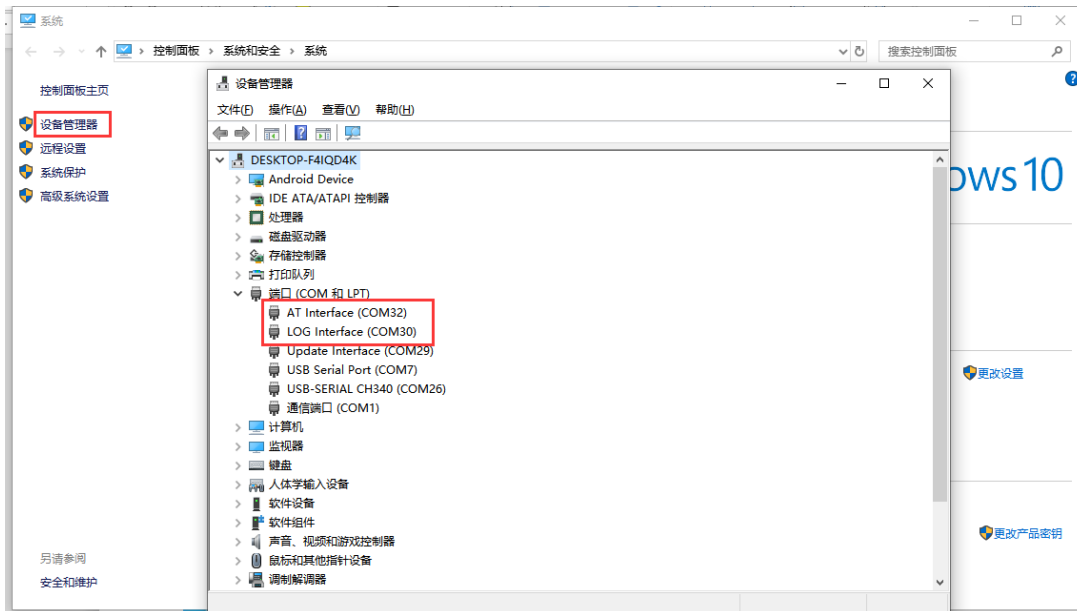 系统
控制面板 › 系统和安全 › 系统
搜索控制面板
控制面板主页
设备管理器
远程设置
系统保护
高级系统设置
另请参阅
安全和维护
设备管理器
文件(F) 操作(A) 查看(V) 帮助(H)
DESKTOP-F4IQD4K
Android Device
IDE ATA/ATAPI 控制器
处理器
磁盘驱动器
存储控制器
打印队列
端口 (COM 和 LPT)
AT Interface (COM32)
LOG Interface (COM30)
Update Interface (COM29)
USB Serial Port (COM7)
USB-SERIAL CH340 (COM26)
通信端口 (COM1)
计算机
监视器
键盘
人体学输入设备
软件设备
软件组件
声音、视频和游戏控制器
鼠标和其他指针设备
调制解调器
ows 10
更改设置
更改产品密钥